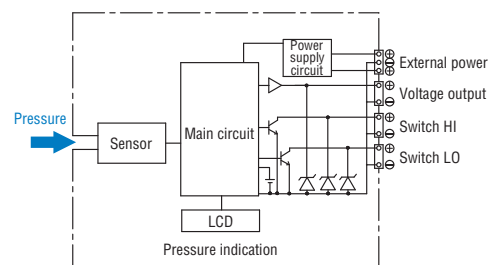 Power
supply
circuit
⊕
⊖
⊕
External power
⊕
Voltage output
⊖
Pressure
Sensor
Main circuit
⊕
Switch HI
⊖
⊕
Switch LO
⊖
LCD
Pressure indication